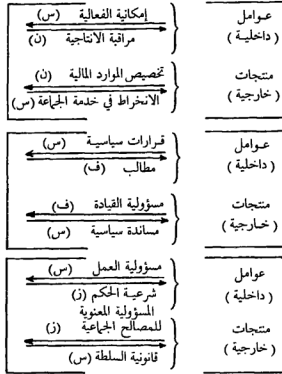 عوامل
(داخلية)
إمكانية الفعالية (س)
مراقبة الانتاجية (ن)
منتجات
(خارجية)
تخصيص الموارد المالية (ن)
الانخراط في خدمة الجماعة (س)
عوامل
(داخلية)
قرارات سياسية (س)
مطالب (ف)
منتجات
(خارجية)
مسؤولية القيادة (ف)
مساندة سياسية (س)
عوامل
(داخلية)
مسؤولية العمل (س)
شرعية الحكم (ز)
منتجات
(خارجية)
المسؤولية المعنوية
للمصالح الجماعية (ز)
قانونية السلطة (س)